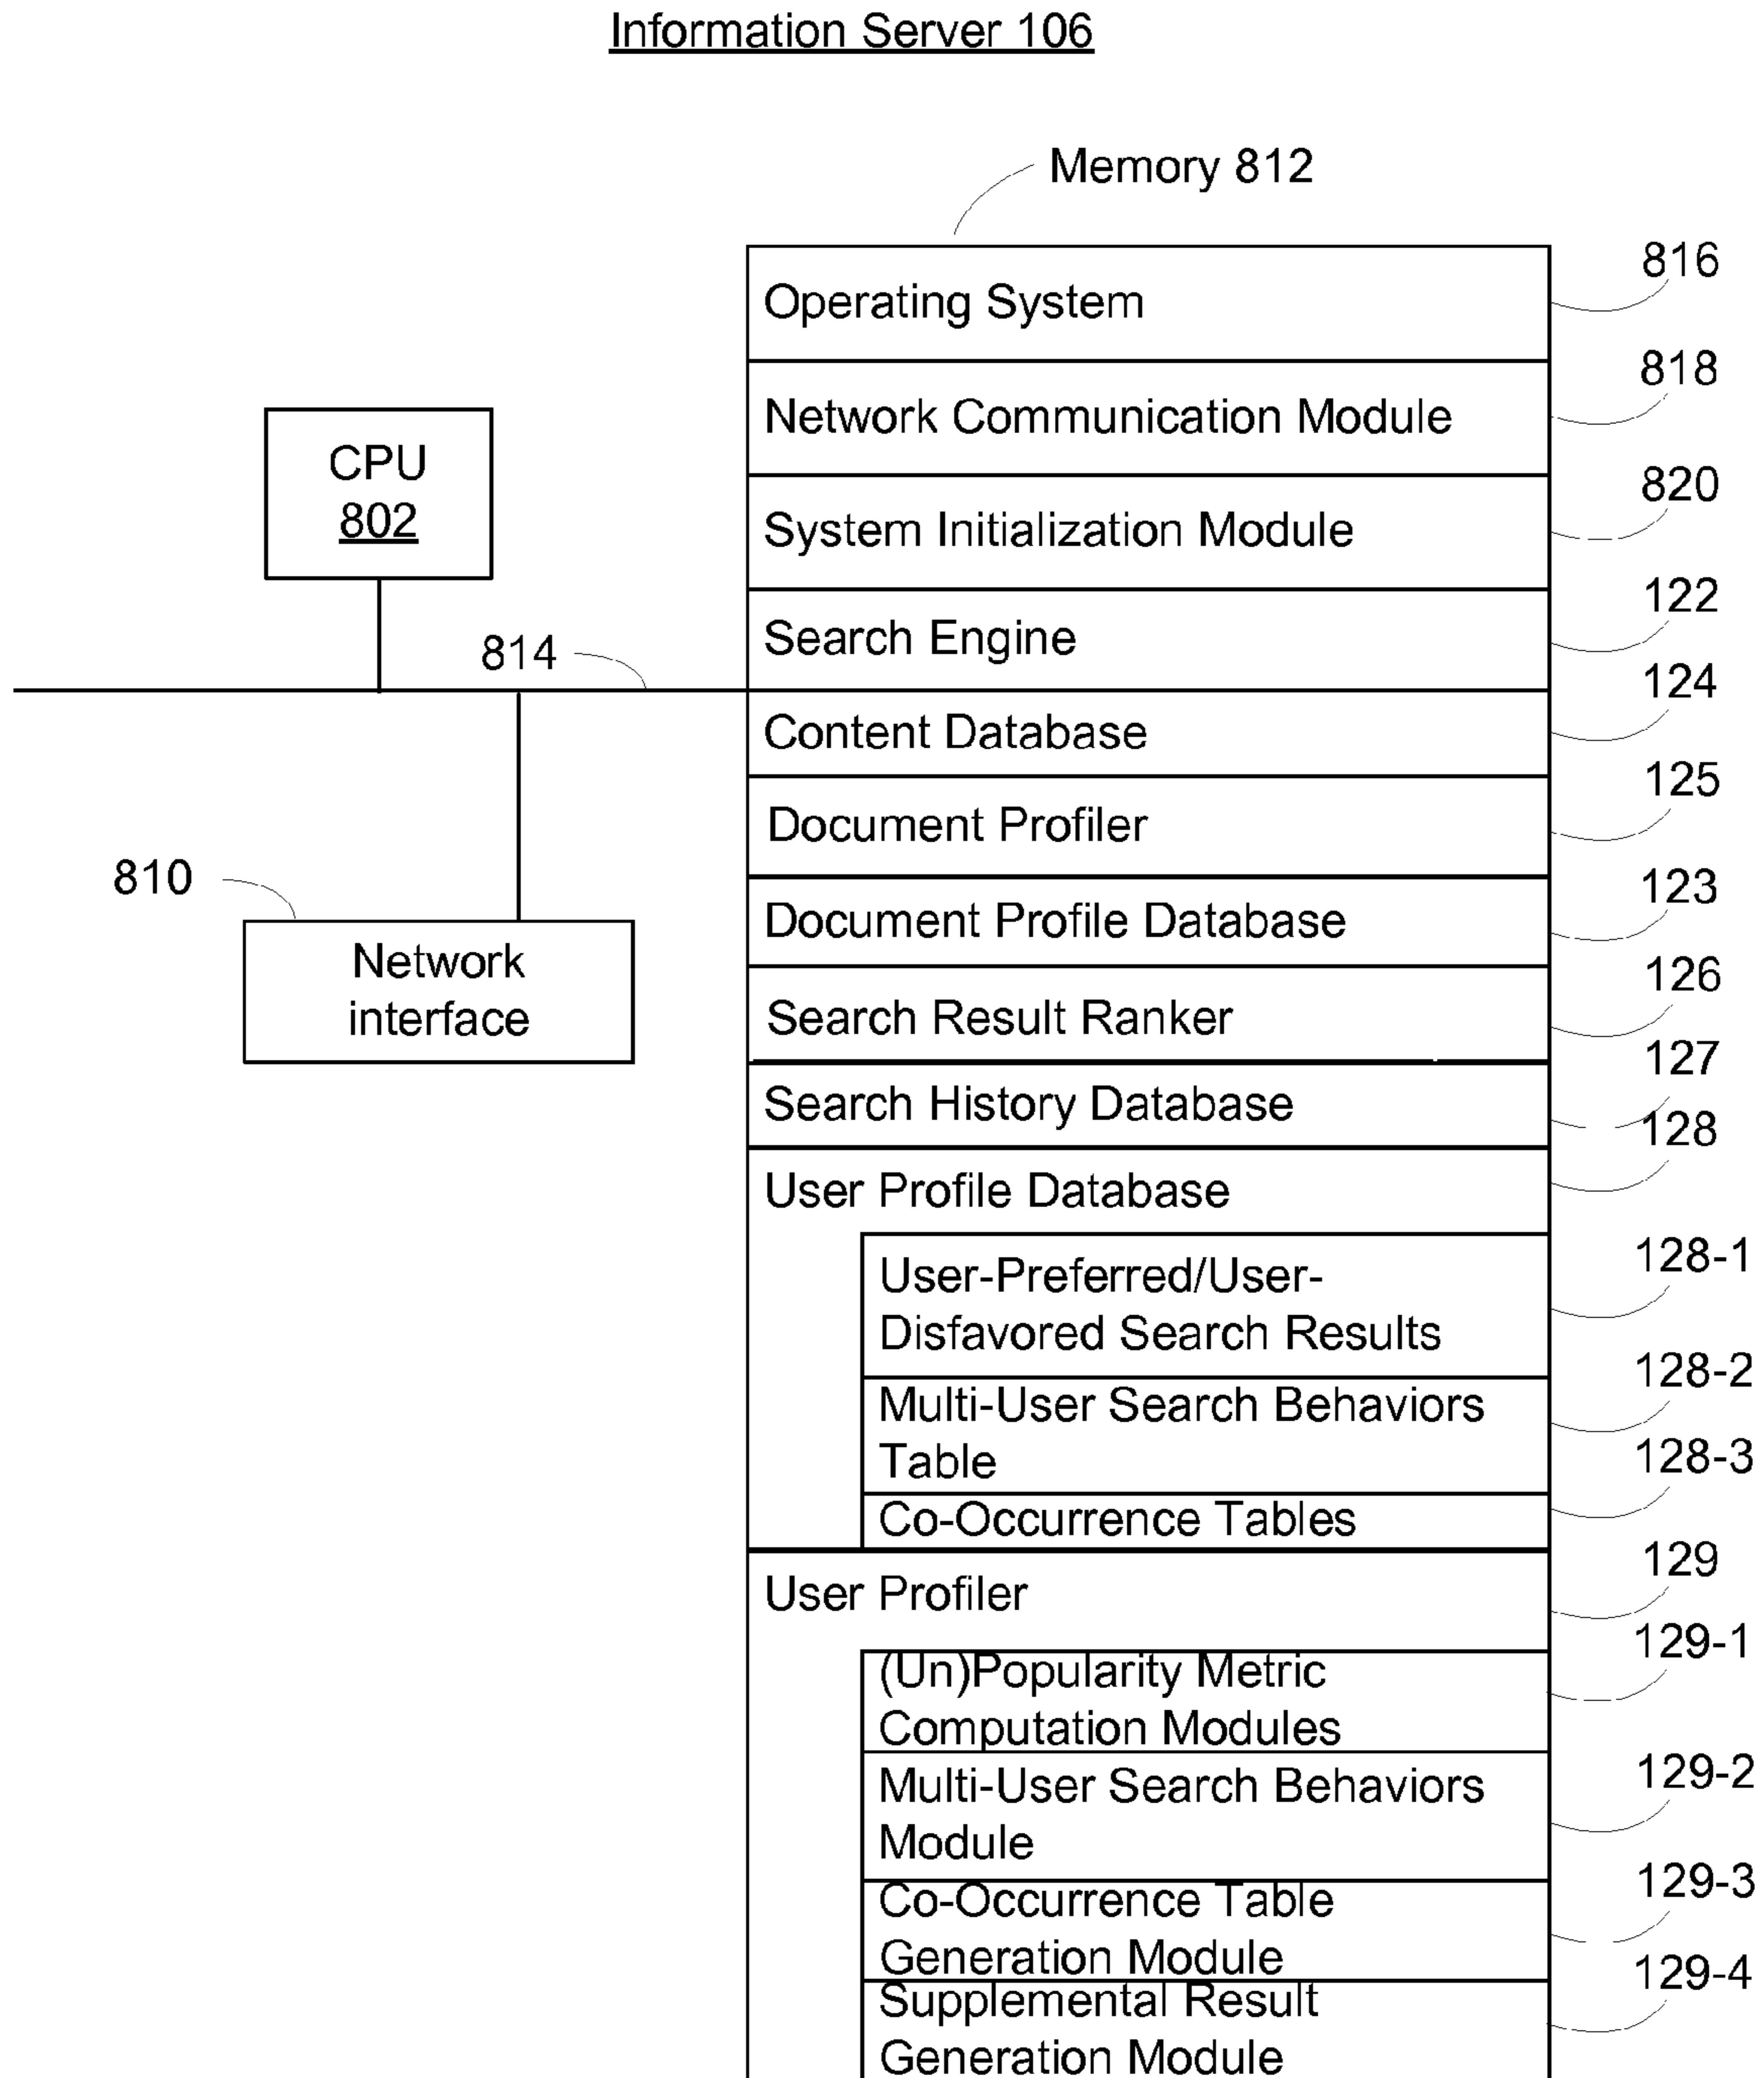 Information Server 106
Memory 812
816
Operating System
818
Network Communication Module
CPU
802
820
System Initialization Module
122
Search Engine
814
124
Content Database
125
Document Profiler
810
123
Document Profile Database
Network
interface
126
Search Result Ranker
127
Search History Database
128
User Profile Database
128-1
User-Preferred/User-
Disfavored Search Results
128-2
Multi-User Search Behaviors
Table
128-3
Co-Occurrence Tables
129
User Profiler
129-1
(Un)Popularity Metric
Computation Modules
129-2
Multi-User Search Behaviors
Module
129-3
Co-Occurrence Table
Generation Module
129-4
Supplemental Result
Generation Module